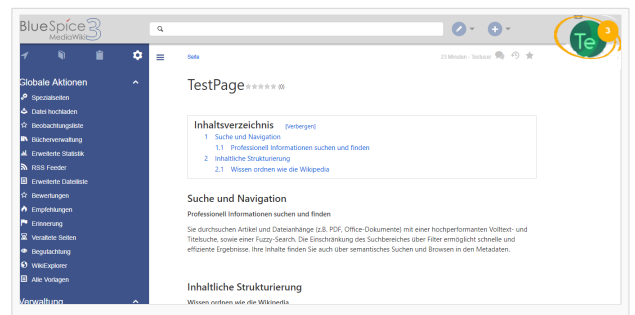 BlueSpice 3
MediaWiki
Te
3
Seite
23 Minuten - Testuser
Globale Aktionen
Spezialseiten
Datei hochladen
Beobachtungsliste
Bücherverwaltung
Erweiterte Statistik
RSS Feeder
Erweiterte Dateiliste
Bewertungen
Empfehlungen
Erinnerung
Veraltete Seiten
Begutachtung
WikiExplorer
Alle Vorlagen
Verwaltung
TestPage (0)
Inhaltsverzeichnis [Verbergen]
1 Suche und Navigation
1.1 Professionell Informationen suchen und finden
2 Inhaltliche Strukturierung
2.1 Wissen ordnen wie die Wikipedia
Suche und Navigation
Professionell Informationen suchen und finden
Sie durchsuchen Artikel und Dateianhänge (z.B. PDF, Office-Dokumente) mit einer hochperformanten Volltext- und
Titelsuche, sowie einer Fuzzy-Search. Die Einschränkung des Suchbereiches über Filter ermöglicht schnelle und
effiziente Ergebnisse. Ihre Inhalte finden Sie auch über semantisches Suchen und Browsen in den Metadaten.
Inhaltliche Strukturierung
Wissen ordnen wie die Wikipedia